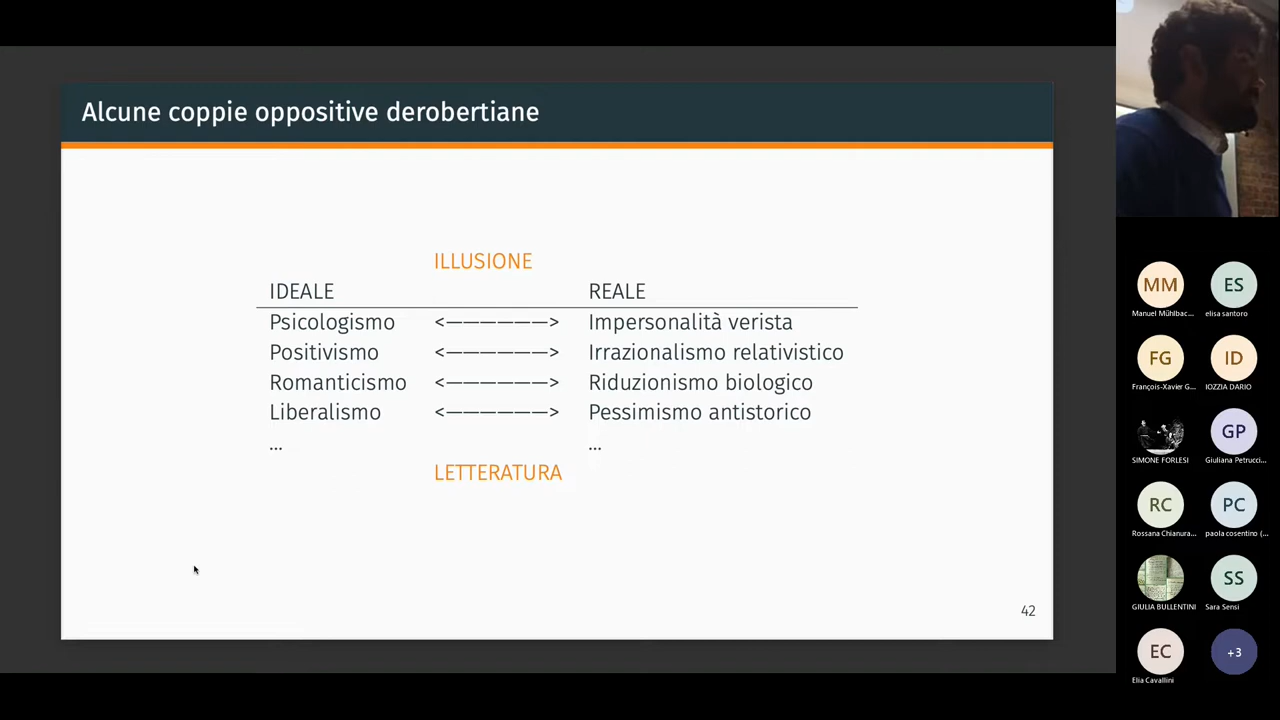 Alcune coppie oppositive derobertiane
ILLUSIONE
IDEALE REALE
Psicologismo <——————> Impersonalità verista
Positivismo <——————> Irrazionalismo relativistico
Romanticismo <——————> Riduzionismo biologico
Liberalismo <——————> Pessimismo antistorico
... ...
LETTERATURA
42
MM ES
Manuel Mühlbac... elisa santoro
FG ID
François-Xavier G... IOZZIA DARIO
GP
SIMONE FORLESI Giuliana Petrucci...
RC PC
Rossana Chianura... paola cosentino (...
SS
GIULIA BULLENTINI Sara Sensi
EC +3
Elia Cavallini